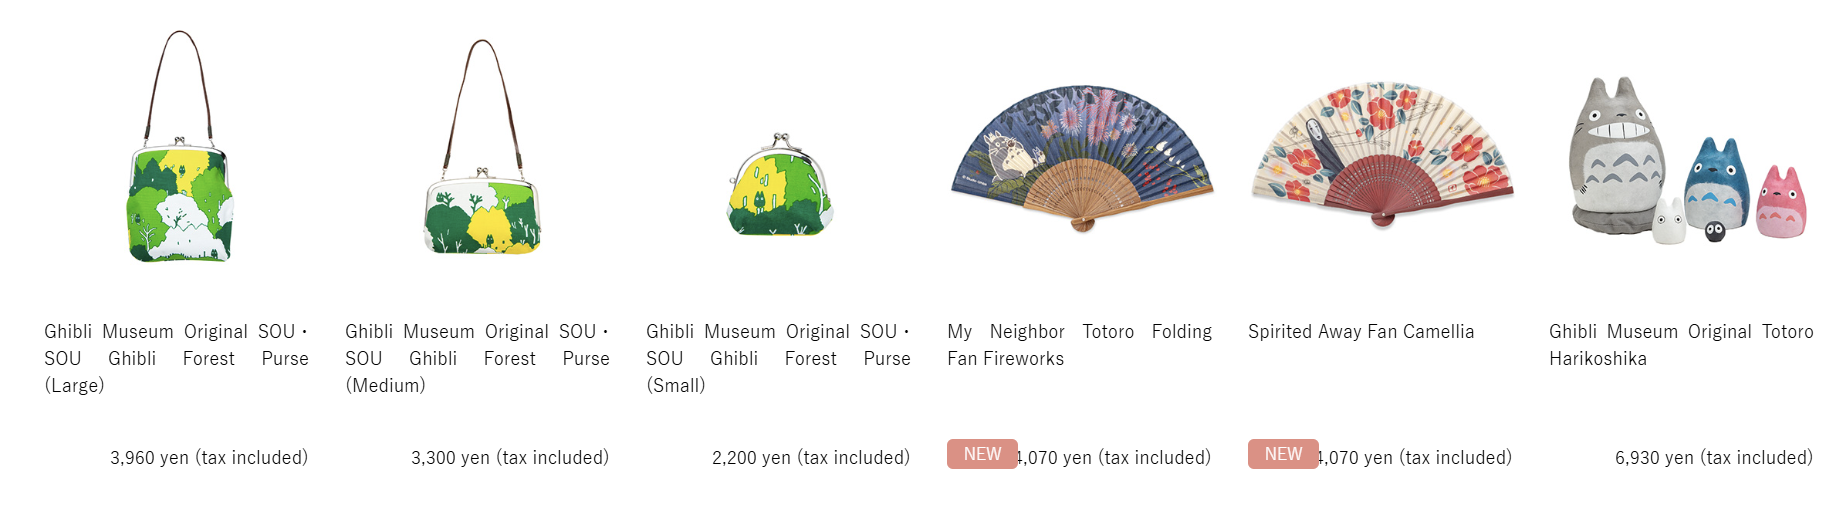 Ghibli Museum Original SOU・
SOU Ghibli Forest Purse
(Large)
3,960 yen (tax included)
Ghibli Museum Original SOU・
SOU Ghibli Forest Purse
(Medium)
3,300 yen (tax included)
Ghibli Museum Original SOU・
SOU Ghibli Forest Purse
(Small)
2,200 yen (tax included)
My Neighbor Totoro Folding
Fan Fireworks
NEW 4,070 yen (tax included)
Spirited Away Fan Camellia
NEW 4,070 yen (tax included)
Ghibli Museum Original Totoro
Harikoshika
6,930 yen (tax included)